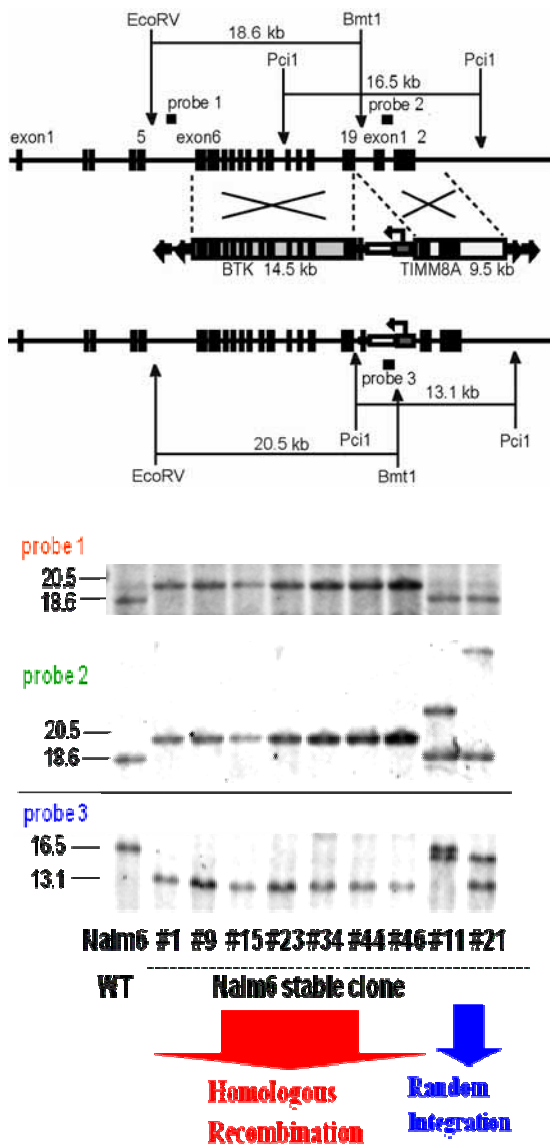 EcoRV Bmt1
18.6 kb
Pci1 Pci1
16.5 kb
probe 1 probe 2
exon1 5 exon6 19 exon1 2
BTK 14.5 kb TIMM8A 9.5 kb
probe 3
13.1 kb
20.5 kb Pci1 Pci1
EcoRV Bmt1
probe 1
20.5
18.6
probe 2
20.5
18.6
probe 3
16.5
13.1
Nalm6 #1 #9 #15 #23 #34 #44 #46 #11 #21
WT Nalm6 stable clone
Homologous Recombination
Random Integration